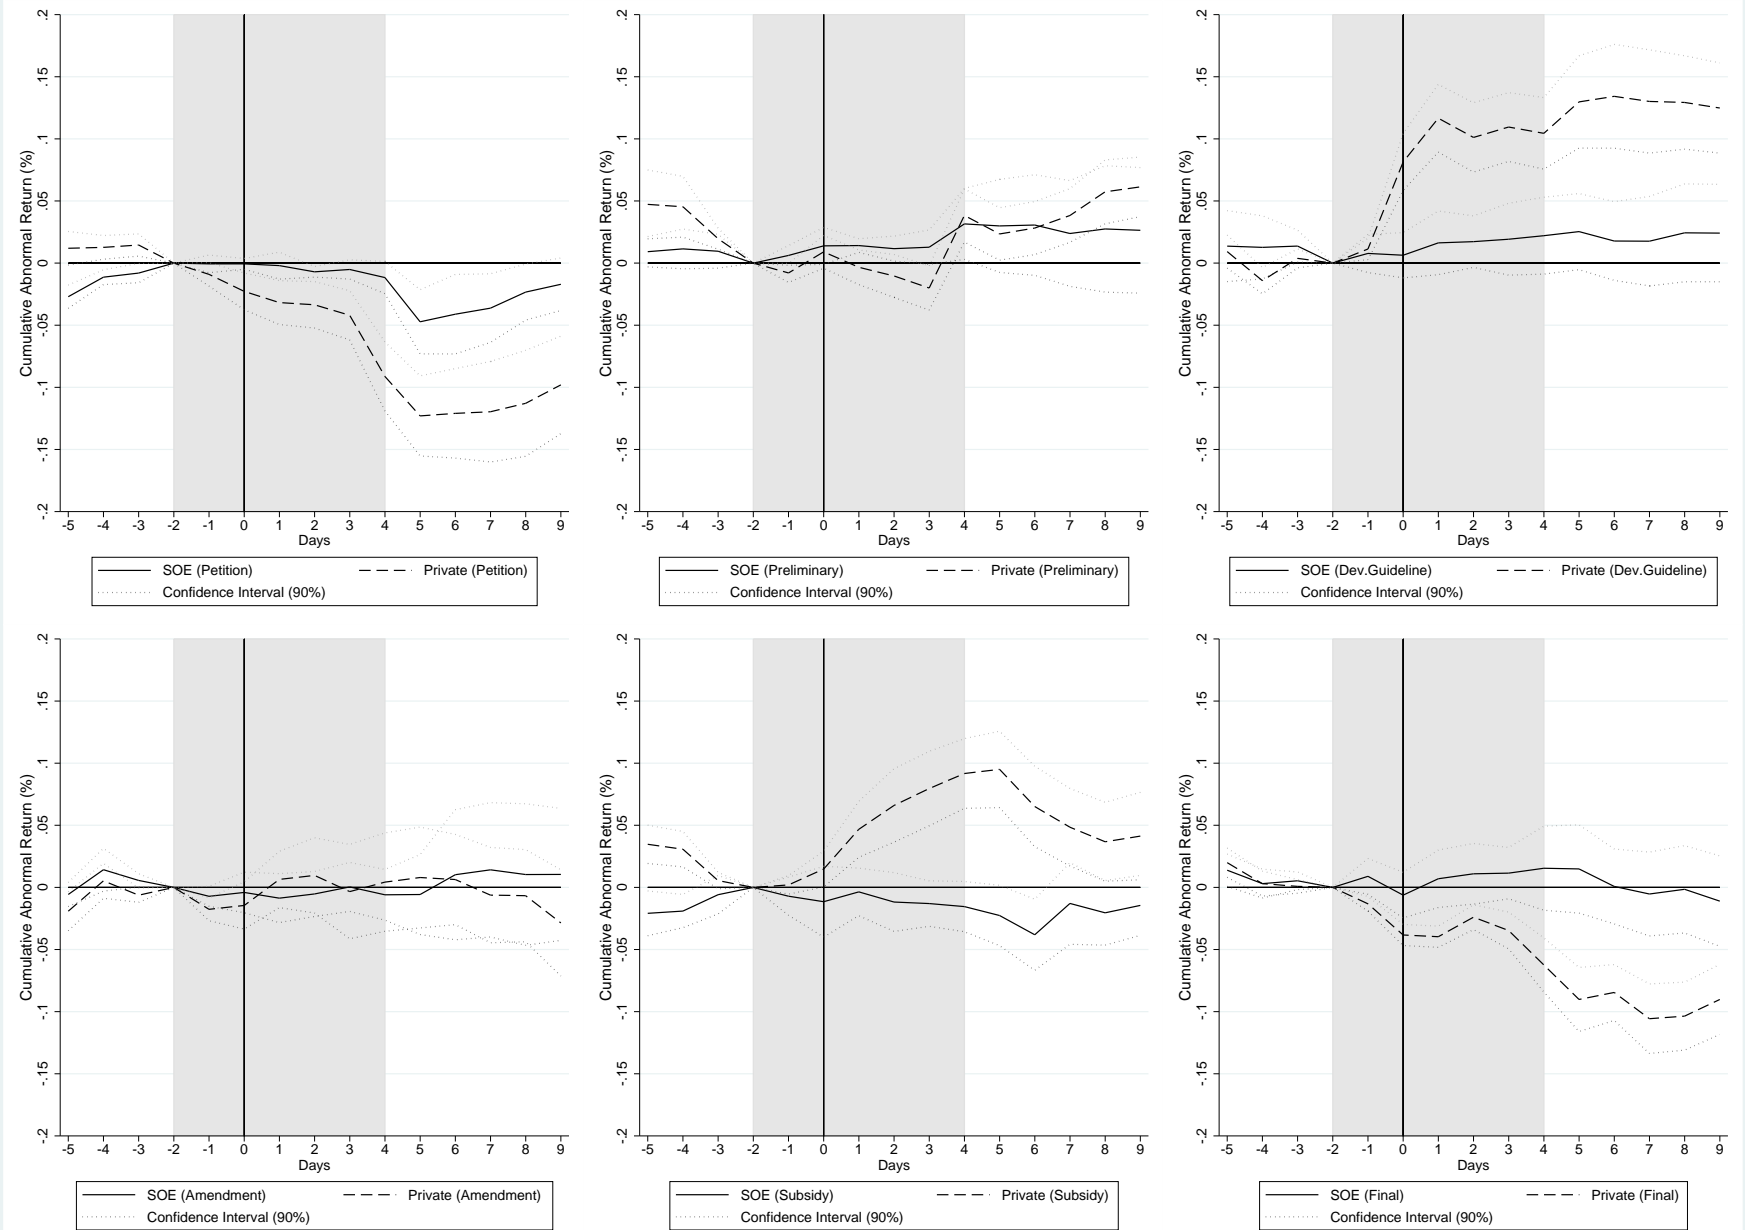 Cumulative Abnormal Return (%)
.2
.15
.1
.05
0
-.05
-.1
-.15
-.2
-5 -4 -3 -2 -1 0 1 2 3 4 5 6 7 8 9
Days
SOE (Petition) Private (Petition)
Confidence Interval (90%)
Cumulative Abnormal Return (%)
.2
.15
.1
.05
0
-.05
-.1
-.15
-.2
-5 -4 -3 -2 -1 0 1 2 3 4 5 6 7 8 9
Days
SOE (Preliminary) Private (Preliminary)
Confidence Interval (90%)
Cumulative Abnormal Return (%)
.2
.15
.1
.05
0
-.05
-.1
-.15
-.2
-5 -4 -3 -2 -1 0 1 2 3 4 5 6 7 8 9
Days
SOE (Dev.Guideline) Private (Dev.Guideline)
Confidence Interval (90%)
Cumulative Abnormal Return (%)
.2
.15
.1
.05
0
-.05
-.1
-.15
-.2
-5 -4 -3 -2 -1 0 1 2 3 4 5 6 7 8 9
Days
SOE (Amendment) Private (Amendment)
Confidence Interval (90%)
Cumulative Abnormal Return (%)
.2
.15
.1
.05
0
-.05
-.1
-.15
-.2
-5 -4 -3 -2 -1 0 1 2 3 4 5 6 7 8 9
Days
SOE (Subsidy) Private (Subsidy)
Confidence Interval (90%)
Cumulative Abnormal Return (%)
.2
.15
.1
.05
0
-.05
-.1
-.15
-.2
-5 -4 -3 -2 -1 0 1 2 3 4 5 6 7 8 9
Days
SOE (Final) Private (Final)
Confidence Interval (90%)